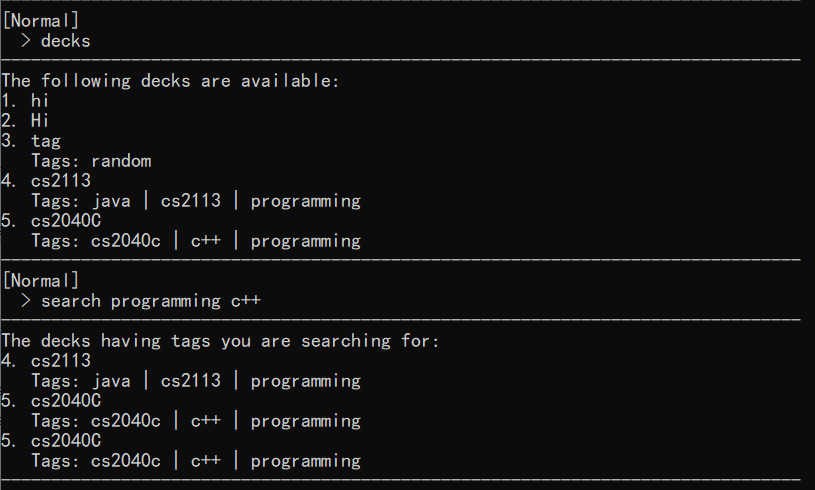 [Normal]
> decks
The following decks are available:
1. hi
2. Hi
3. tag
Tags: random
4. cs2113
Tags: java | cs2113 | programming
5. cs2040C
Tags: cs2040c | c++ | programming
[Normal]
> search programming c++
The decks having tags you are searching for:
4. cs2113
Tags: java | cs2113 | programming
5. cs2040C
Tags: cs2040c | c++ | programming
5. cs2040C
Tags: cs2040c | c++ | programming